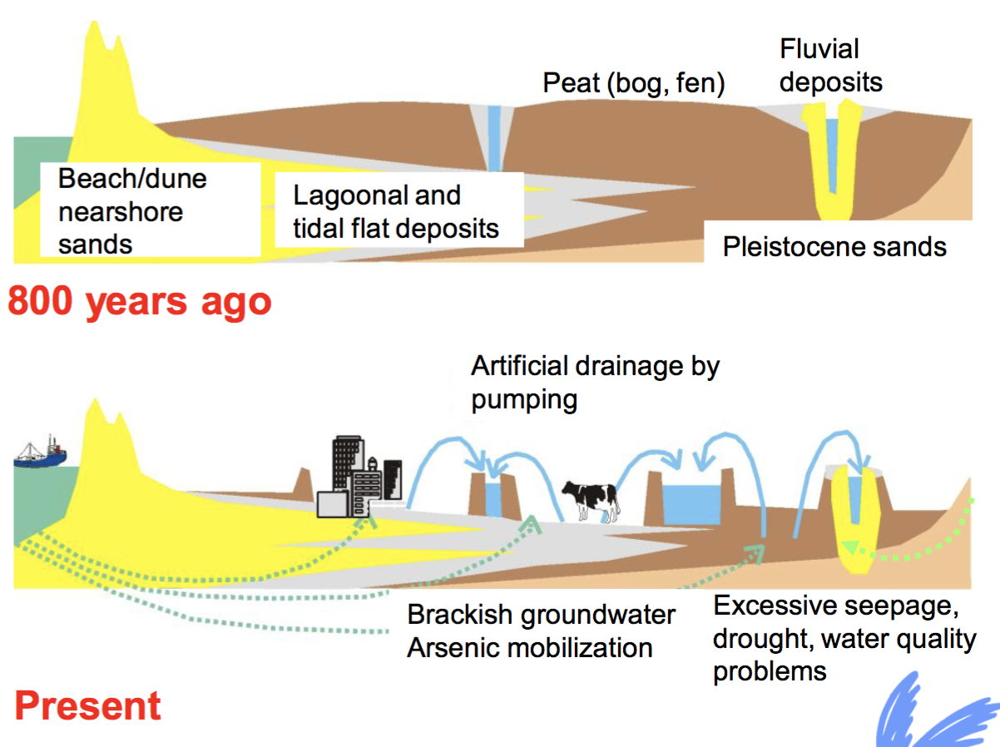 Fluvial
deposits
Peat (bog, fen)
Beach/dune
nearshore
sands
Lagoonal and
tidal flat deposits
Pleistocene sands
800 years ago
Artificial drainage by
pumping
Brackish groundwater
Arsenic mobilization
Excessive seepage,
drought, water quality
problems
Present